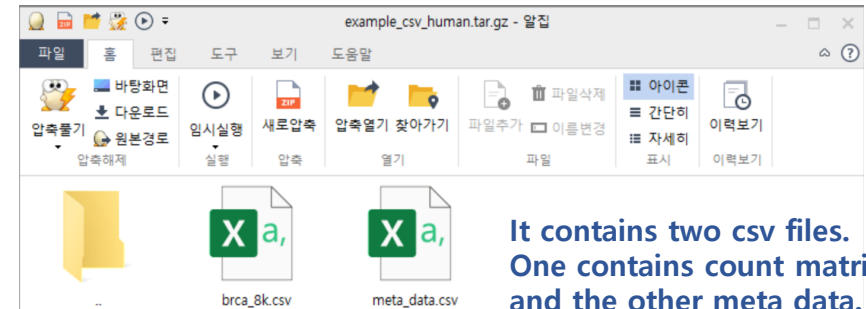 example_csv_human.tar.gz - 알집
파일 홈 편집 도구 보기 도움말
압축풀기 바탕화면 다운로드 원본경로 임시실행 ZIP 새로압축 압축열기 찾아가기 파일추가 파일삭제 이름변경 아이콘 간단히 자세히 이력보기
압축해제 실행 압축 열기 파일 표시 이력보기
X a, X a,
.. brca_8k.csv meta_data.csv
It contains two csv files.
One contains count matri
and the other meta data.